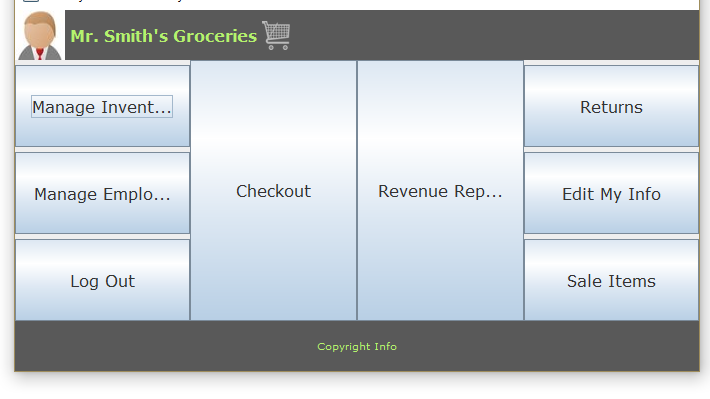 Mr. Smith's Groceries
Manage Invent...
Manage Emplo...
Log Out
Checkout
Revenue Rep...
Returns
Edit My Info
Sale Items
Copyright Info